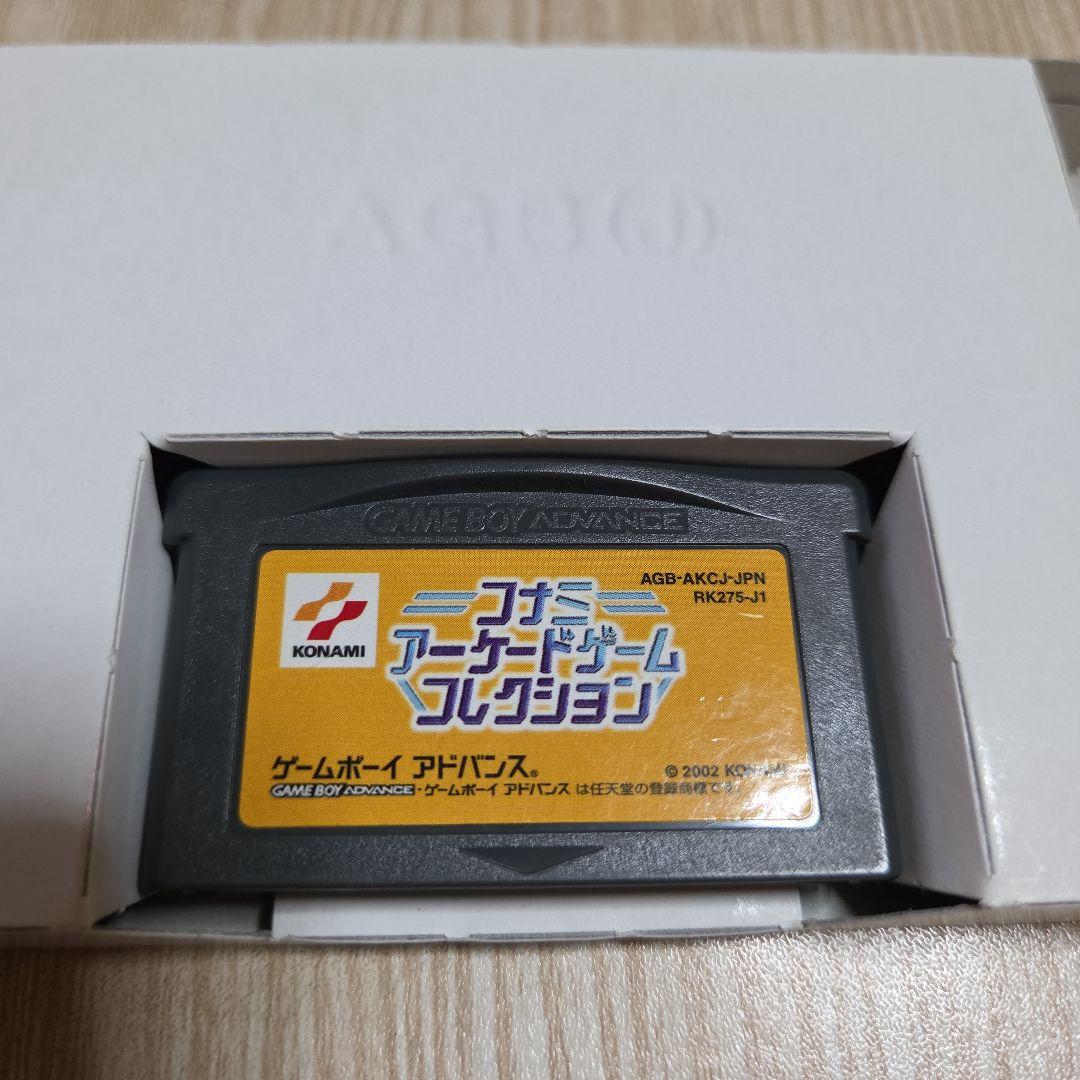 AGB(J)
GAME BOY ADVANCE
KONAMI
コナミ
アーケードゲーム
コレクション
AGB-AKCJ-JPN
RK275-J1
ゲームボーイ アドバンス®
© 2002 KONAMI
GAME BOY ADVANCE・ゲームボーイ アドバンス は任天堂の登録商標です。